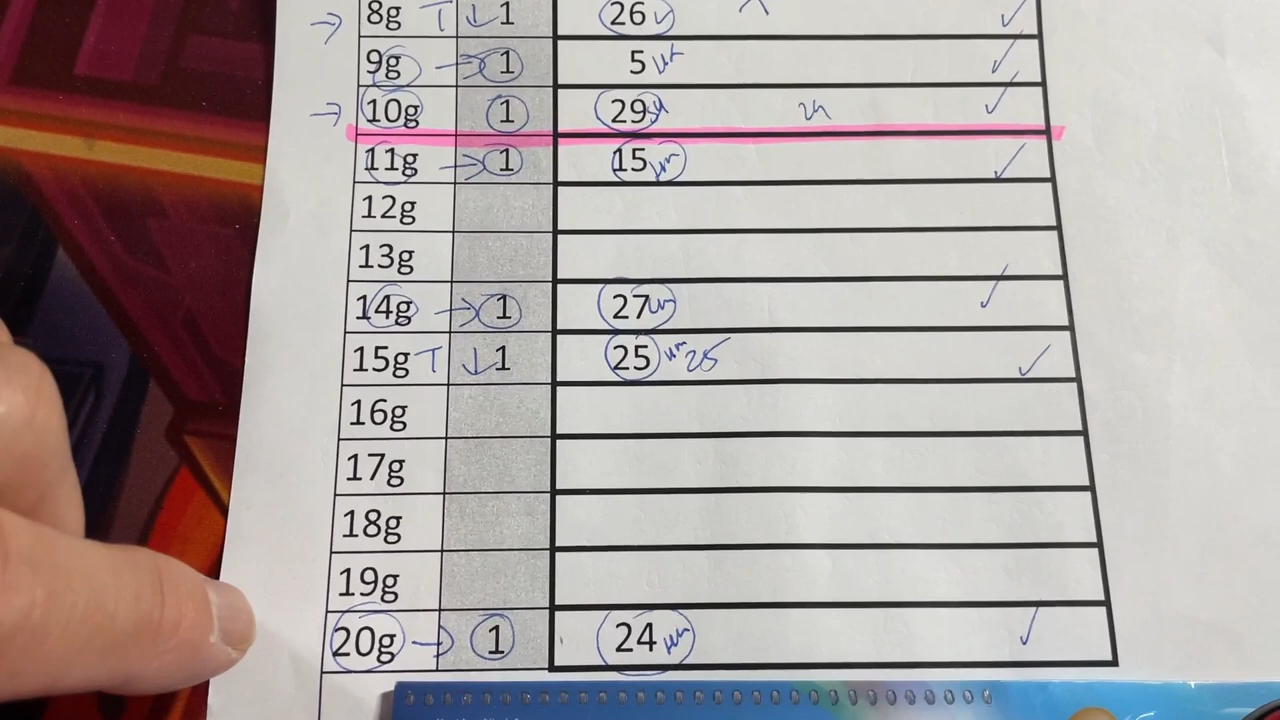 8g T ↓ 1 26 ✓
→ 9g → 1 5
→ 10g 1 29
11g → 1 15
12g
13g
14g → 1 27
15g T ↓ 1 25 25
16g
17g
18g
19g
20g → 1 24